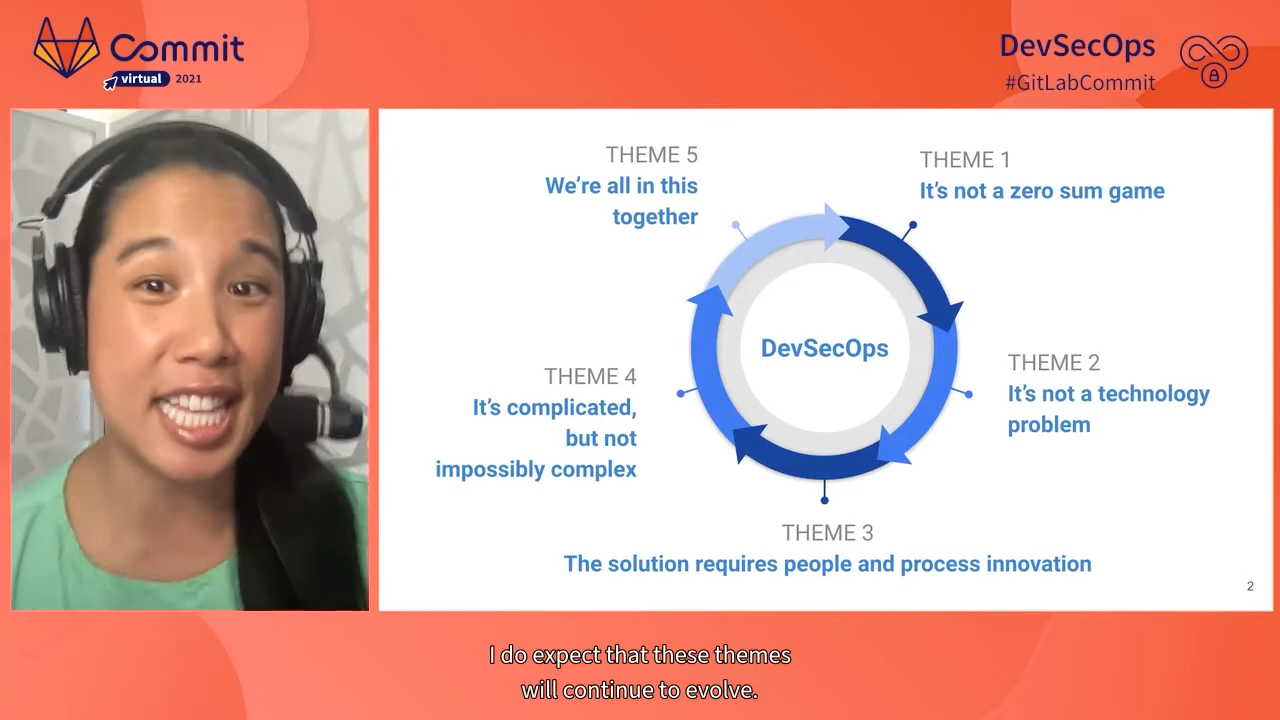 Commit
virtual 2021
DevSecOps
#GitLabCommit
THEME 5
We're all in this
together
THEME 1
It's not a zero sum game
DevSecOps
THEME 2
It's not a technology
problem
THEME 4
It's complicated,
but not
impossibly complex
THEME 3
The solution requires people and process innovation
2
I do expect that these themes
will continue to evolve.